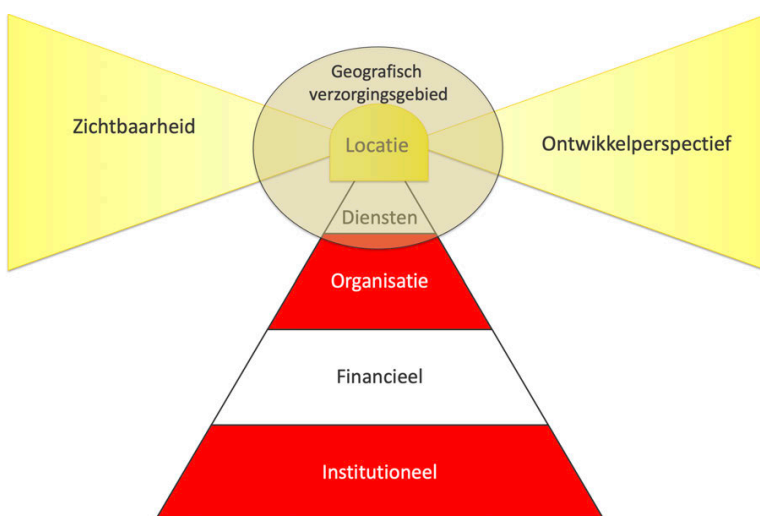 Geografisch
verzorgingsgebied
Zichtbaarheid
Locatie
Ontwikkelperspectief
Diensten
Organisatie
Financieel
Institutioneel